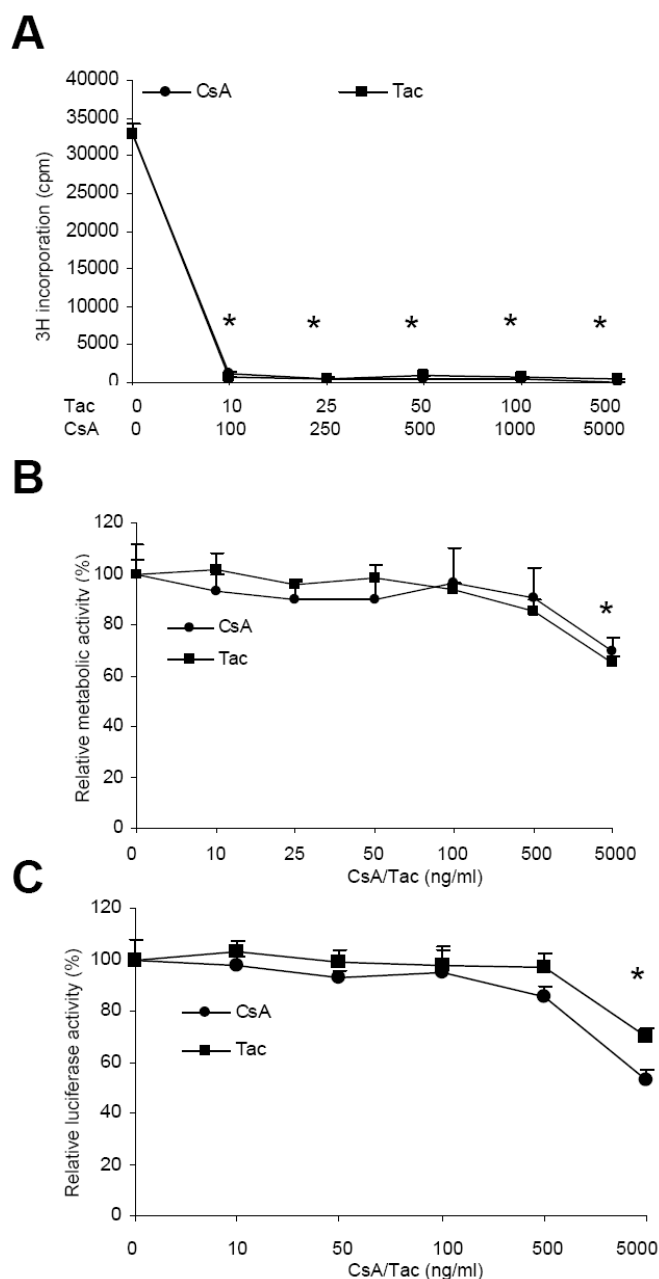 A
40000
35000
30000
25000
20000
15000
10000
5000
0
3H incorporation (cpm)
CsA Tac
* * * * *
Tac 0 10 25 50 100 500
CsA 0 100 250 500 1000 5000
B
120
100
80
60
40
20
0
Relative metabolic activity (%)
CsA
Tac
*
0 10 25 50 100 500 5000
CsA/Tac (ng/ml)
C
120
100
80
60
40
20
0
Relative luciferase activity (%)
CsA
Tac
*
0 10 50 100 500 5000
CsA/Tac (ng/ml)